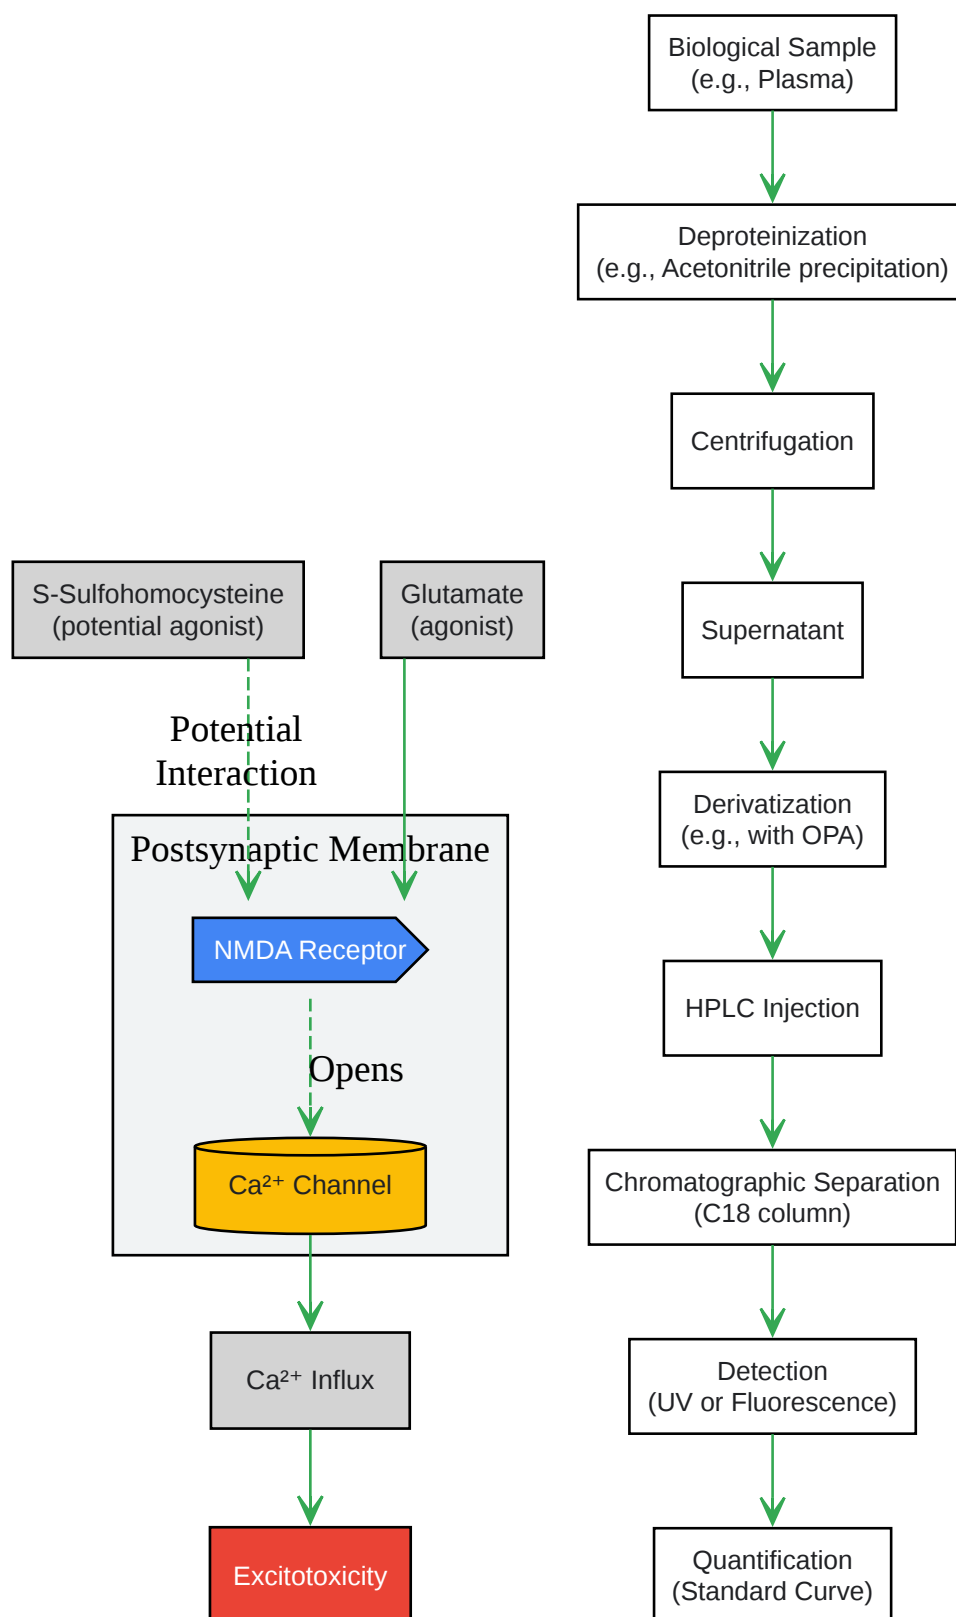 Biological Sample
(e.g., Plasma)
Deproteinization
(e.g., Acetonitrile precipitation)
Centrifugation
Supernatant
Derivatization
(e.g., with OPA)
HPLC Injection
Chromatographic Separation
(C18 column)
Detection
(UV or Fluorescence)
Quantification
(Standard Curve)
S-Sulfohomocysteine
(potential agonist)
Glutamate
(agonist)
Potential
Interaction
Postsynaptic Membrane
NMDA Receptor
Opens
Ca²⁺ Channel
Ca²⁺ Influx
Excitotoxicity